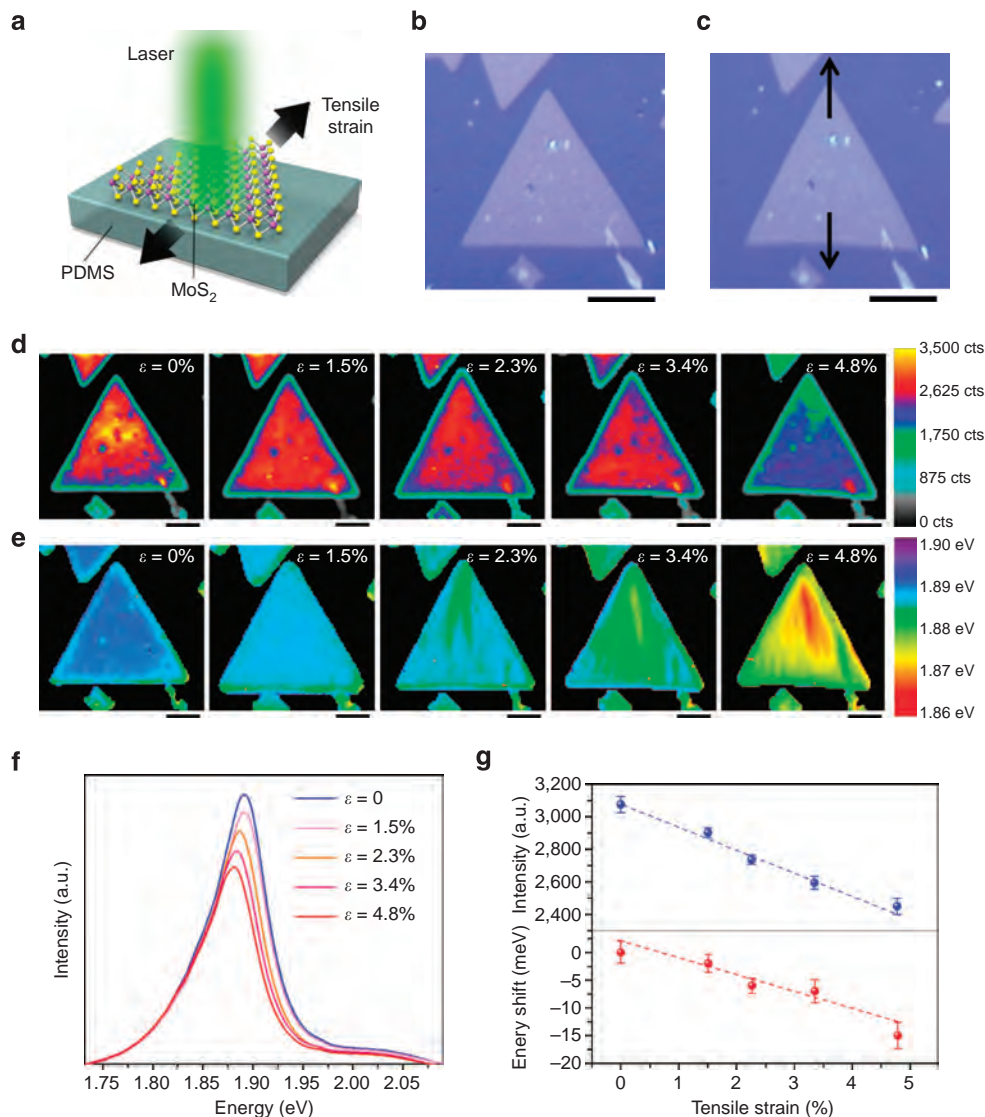 a
Laser
Tensile
strain
PDMS
MoS2
b
c
d
ε = 0%
ε = 1.5%
ε = 2.3%
ε = 3.4%
ε = 4.8%
3,500 cts
2,625 cts
1,750 cts
875 cts
0 cts
e
ε = 0%
ε = 1.5%
ε = 2.3%
ε = 3.4%
ε = 4.8%
1.90 eV
1.89 eV
1.88 eV
1.87 eV
1.86 eV
f
Intensity (a.u.)
ε = 0
ε = 1.5%
ε = 2.3%
ε = 3.4%
ε = 4.8%
1.75 1.80 1.85 1.90 1.95 2.00 2.05
Energy (eV)
g
Intensity (a.u.)
3,200
3,000
2,800
2,600
2,400
Enery shift (meV)
0
−5
−10
−15
−20
0 1 2 3 4 5
Tensile strain (%)